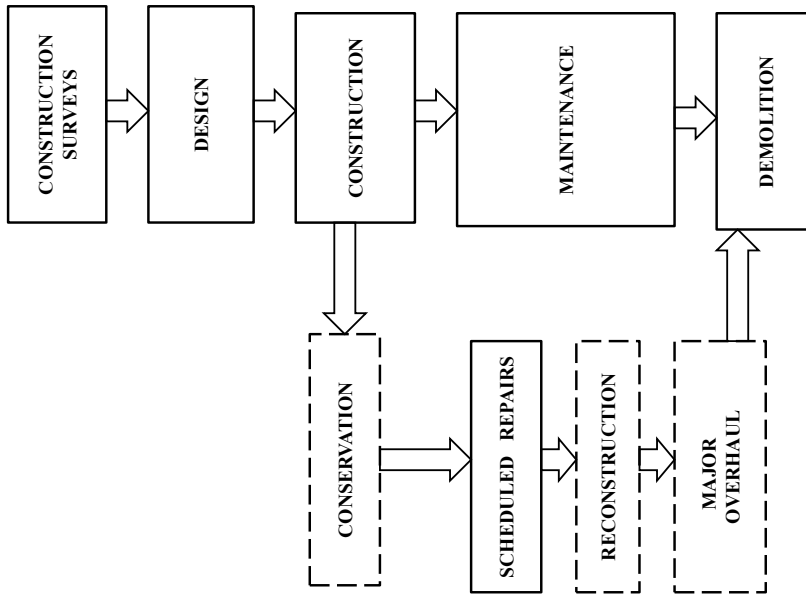 CONSTRUCTION
SURVEYS
DESIGN
CONSTRUCTION
MAINTENANCE
DEMOLITION
CONSERVATION
SCHEDULED REPAIRS
RECONSTRUCTION
MAJOR
OVERHAUL